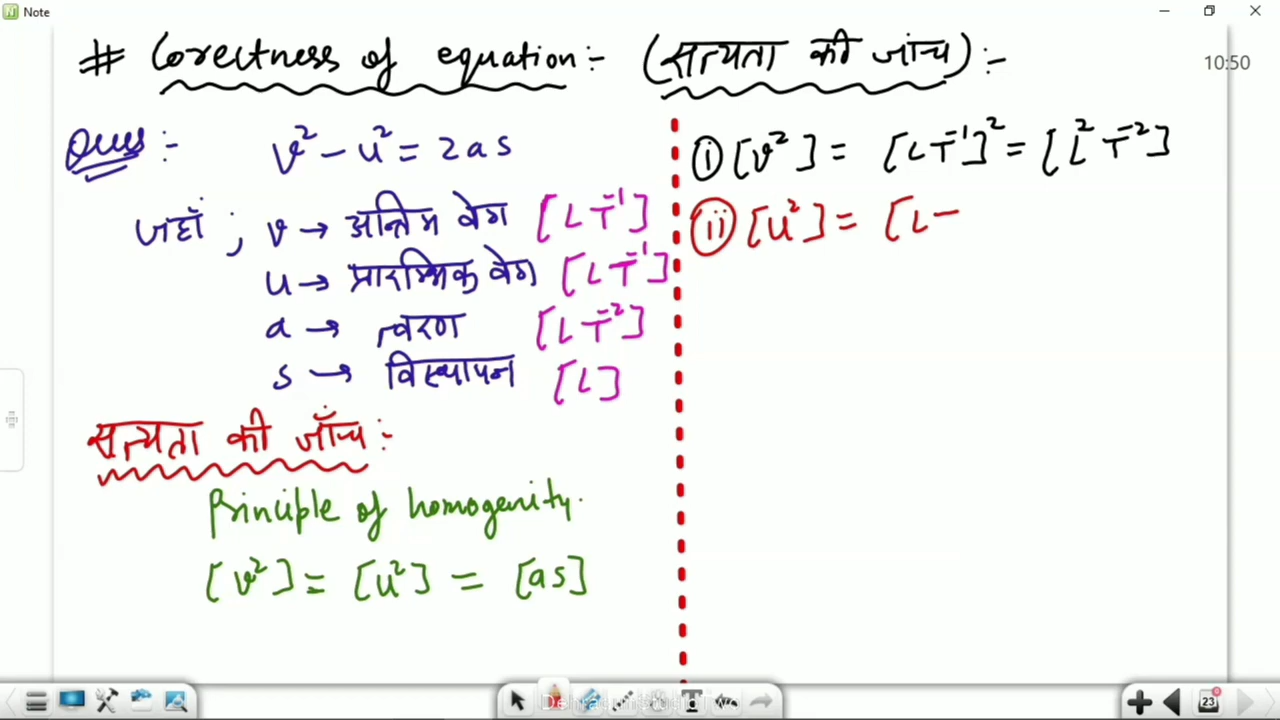 Note
# Corectness of equation:- (सत्यता की जाँच):-
10:50
Ques:- v² - u² = 2as
जहाँ ; v → अन्तिम वेग [LT⁻¹]
u → प्रारम्भिक वेग [LT⁻¹]
a → त्वरण [LT⁻²]
s → विस्थापन [L]
सत्यता की जाँच:-
Principle of homogenity.
[v²] = [u²] = [as]
(i) [v²] = [LT⁻¹]² = [L²T⁻²]
(ii) [u²] = [L
23